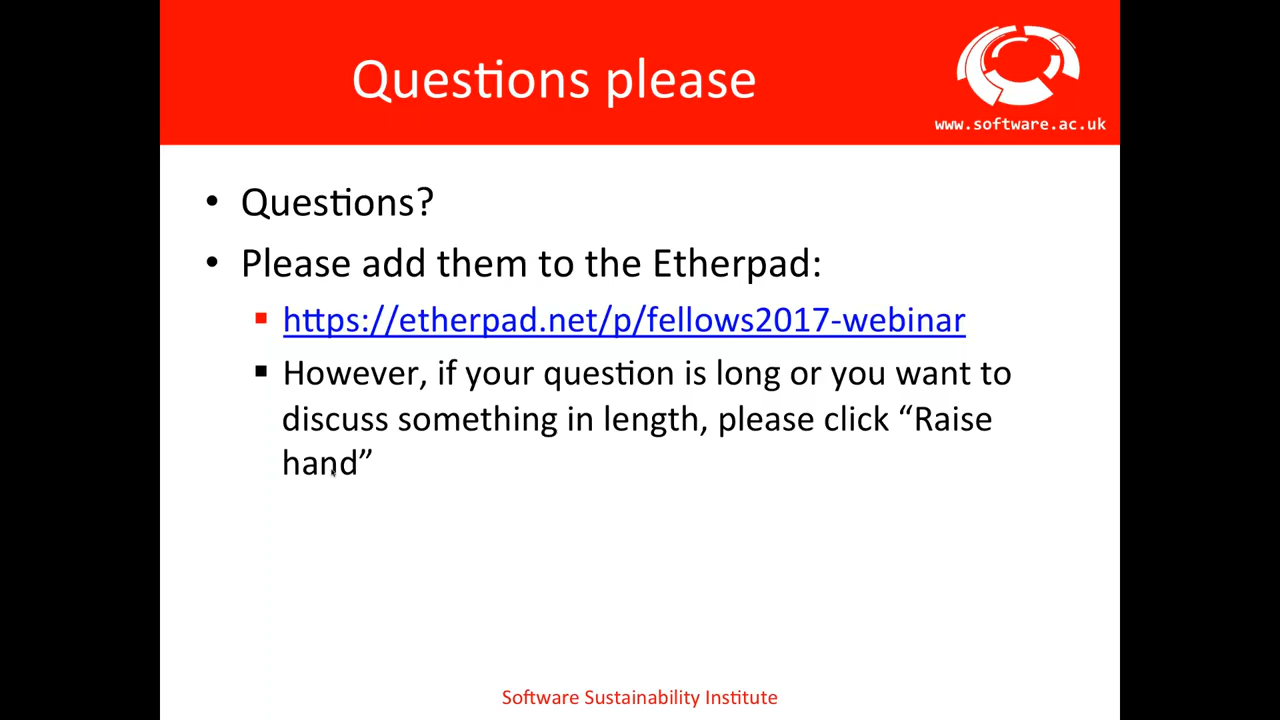 Questions please
www.software.ac.uk
• Questions?
• Please add them to the Etherpad:
▪ https://etherpad.net/p/fellows2017-webinar
▪ However, if your question is long or you want to
discuss something in length, please click “Raise
hand”
Software Sustainability Institute